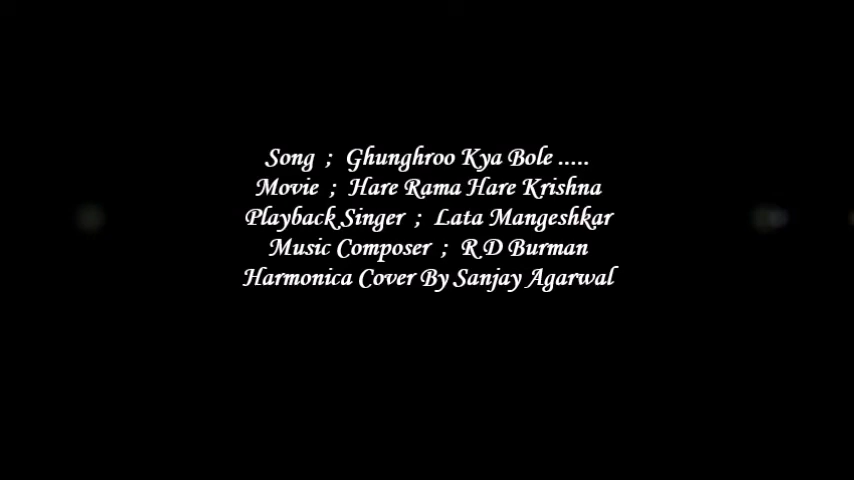 Song ; Ghunghroo Kya Bole .....
Movie ; Hare Rama Hare Krishna
Playback Singer ; Lata Mangeshkar
Music Composer ; R D Burman
Harmonica Cover By Sanjay Agarwal